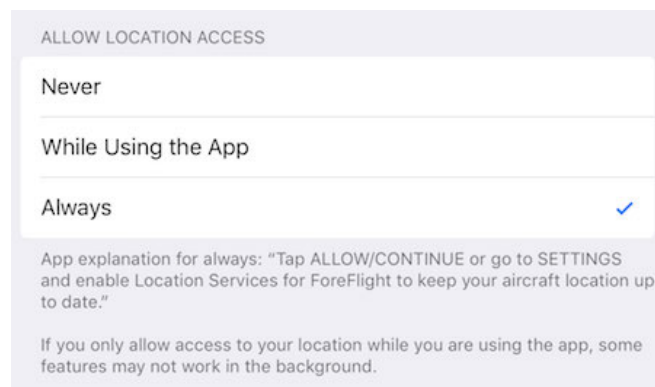 ALLOW LOCATION ACCESS
Never
While Using the App
Always
App explanation for always: “Tap ALLOW/CONTINUE or go to SETTINGS
and enable Location Services for ForeFlight to keep your aircraft location up
to date.”
If you only allow access to your location while you are using the app, some
features may not work in the background.